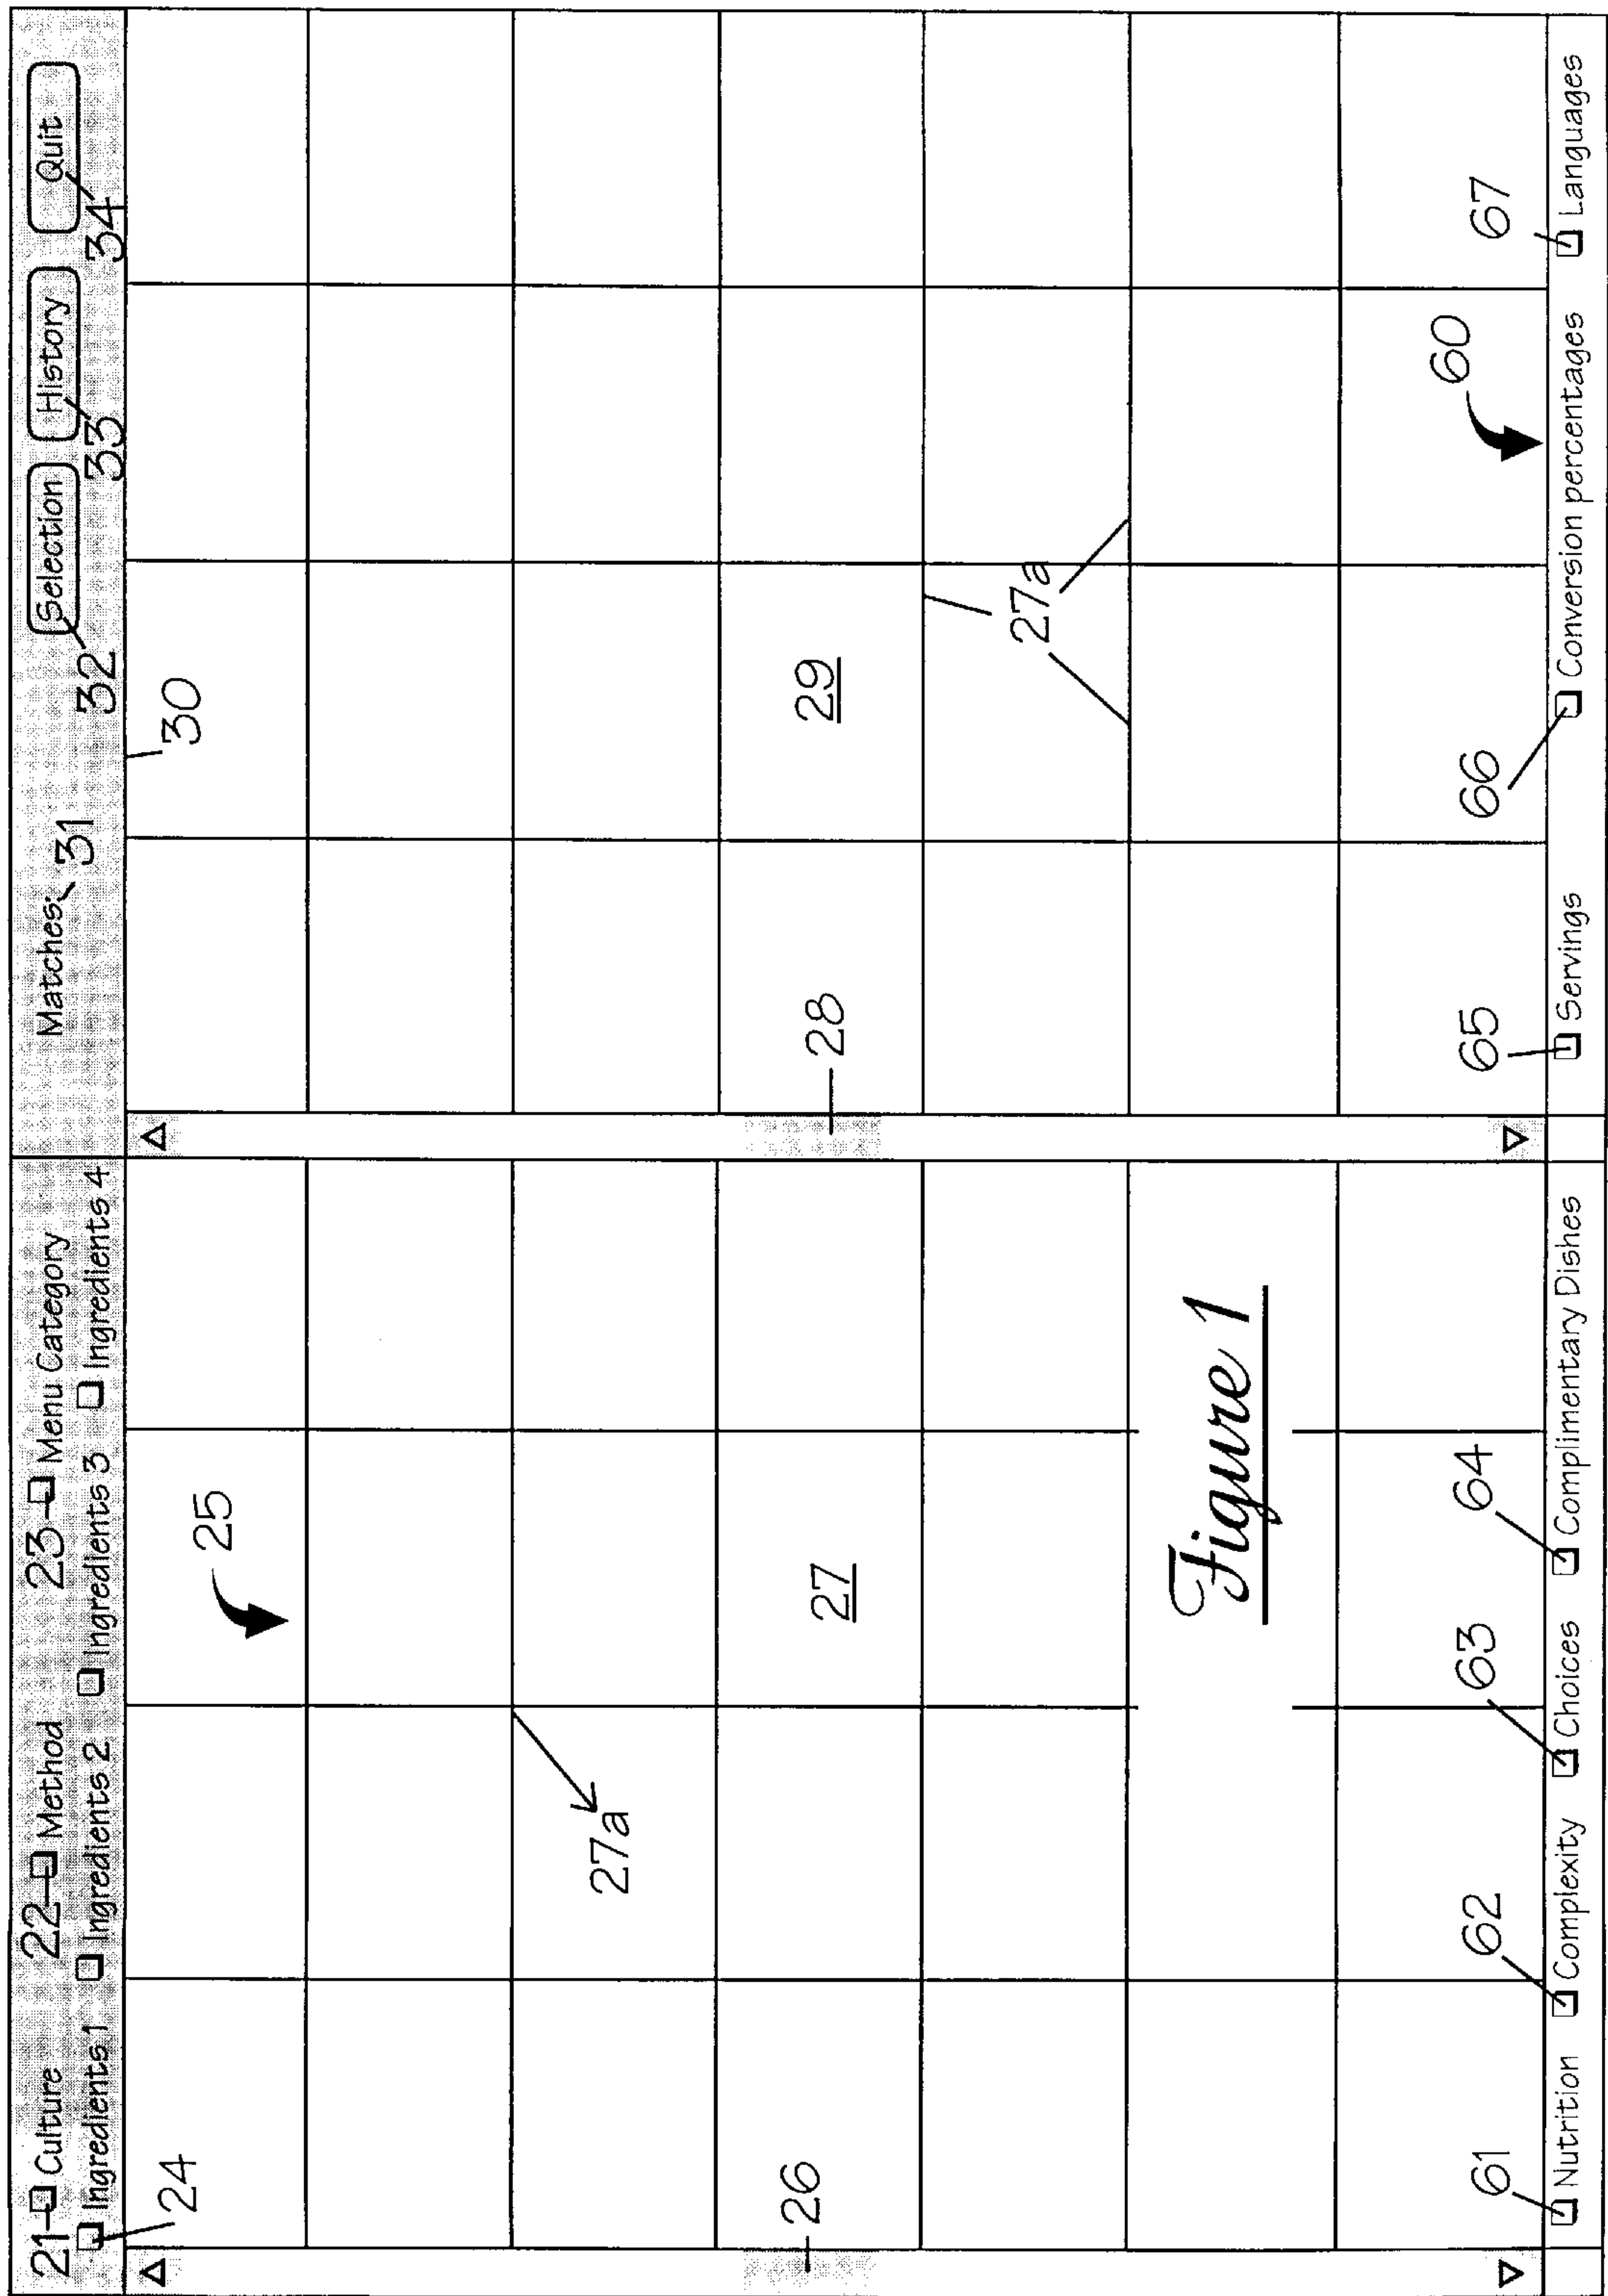 21 Culture 22 Method 23 Menu Category Matches: 31 Selection History Quit
Ingredients 1 Ingredients 2 Ingredients 3 Ingredients 4 32 33 34
24 25 30
27a
26 27 28 29
27a
Figure 1
60
61 62 63 64 65 66 67
Nutrition Complexity Choices Complimentary Dishes Servings Conversion percentages Languages